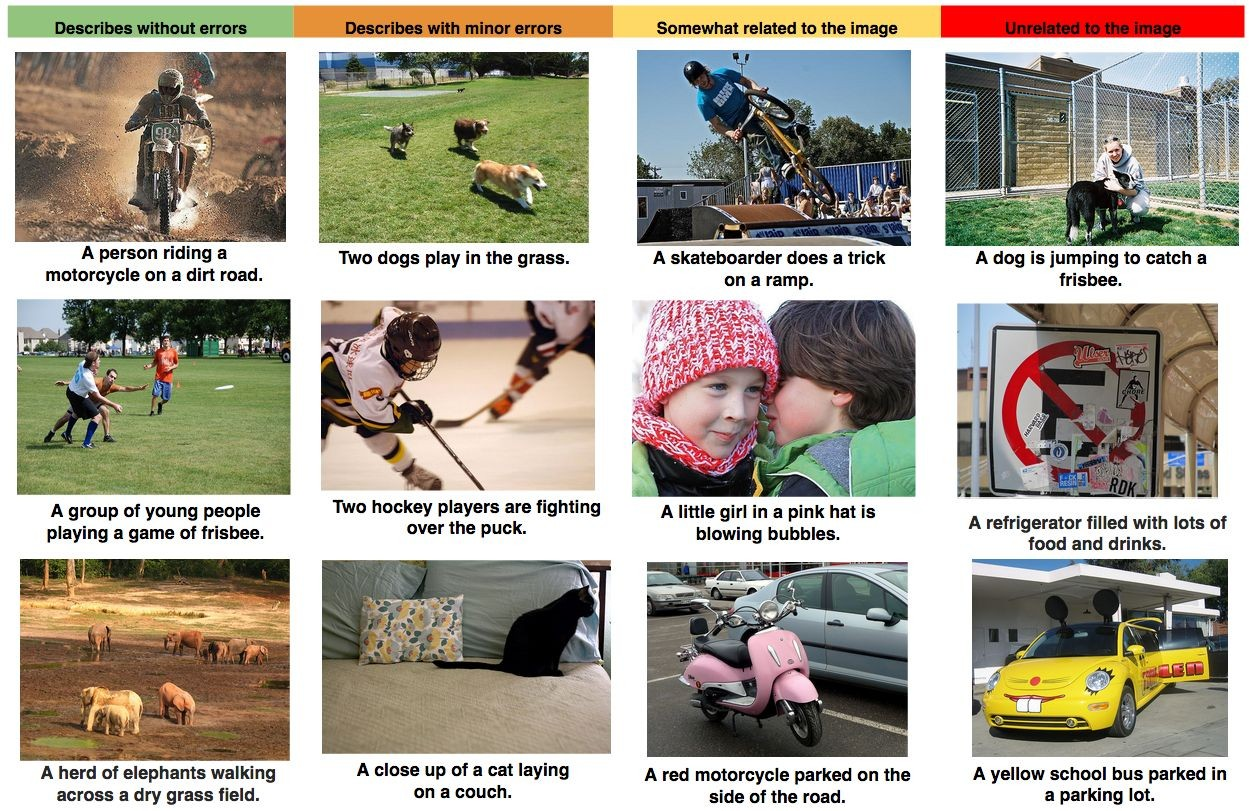 Describes without errors
Describes with minor errors
Somewhat related to the image
Unrelated to the image
98
A person riding a
motorcycle on a dirt road.
Two dogs play in the grass.
A skateboarder does a trick
on a ramp.
A dog is jumping to catch a
frisbee.
A group of young people
playing a game of frisbee.
Two hockey players are fighting
over the puck.
A little girl in a pink hat is
blowing bubbles.
RDK
A refrigerator filled with lots of
food and drinks.
A herd of elephants walking
across a dry grass field.
A close up of a cat laying
on a couch.
A red motorcycle parked on the
side of the road.
A yellow school bus parked in
a parking lot.